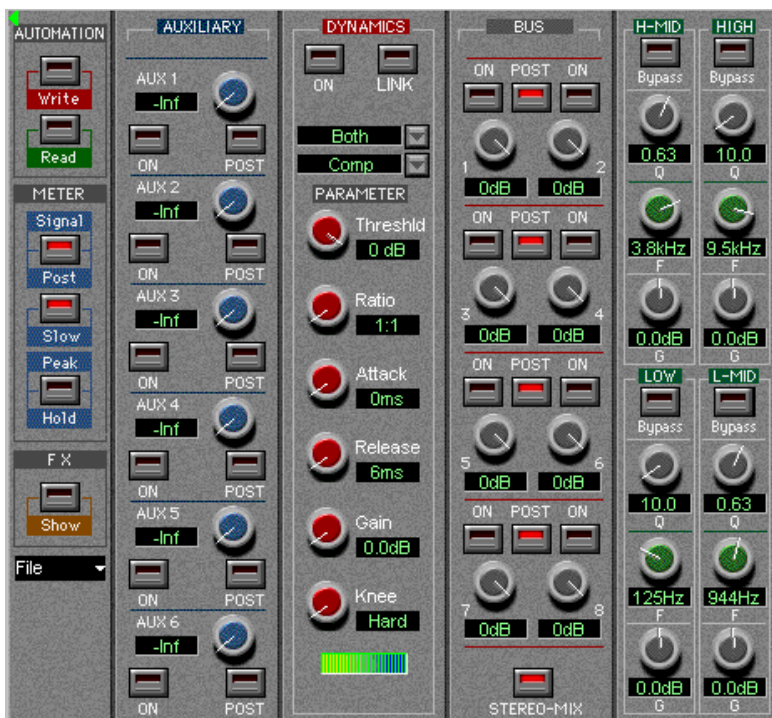 AUTOMATION
Write
Read
METER
Signal
Post
Slow
Peak
Hold
FX
Show
File
AUXILIARY
AUX 1
-Inf
ON POST
AUX 2
-Inf
ON POST
AUX 3
-Inf
ON POST
AUX 4
-Inf
ON POST
AUX 5
-Inf
ON POST
AUX 6
-Inf
ON POST
DYNAMICS
ON LINK
Both
Comp
PARAMETER
Threshld
0 dB
Ratio
1:1
Attack
0ms
Release
6ms
Gain
0.0dB
Knee
Hard
BUS
ON POST ON
1 2
0dB 0dB
ON POST ON
3 4
0dB 0dB
ON POST ON
5 6
0dB 0dB
ON POST ON
7 8
0dB 0dB
STEREO-MIX
H-MID HIGH
Bypass Bypass
0.63 10.0
Q Q
3.8kHz 9.5kHz
F F
0.0dB 0.0dB
G G
LOW L-MID
Bypass Bypass
10.0 0.63
Q Q
125Hz 944Hz
F F
0.0dB 0.0dB
G G